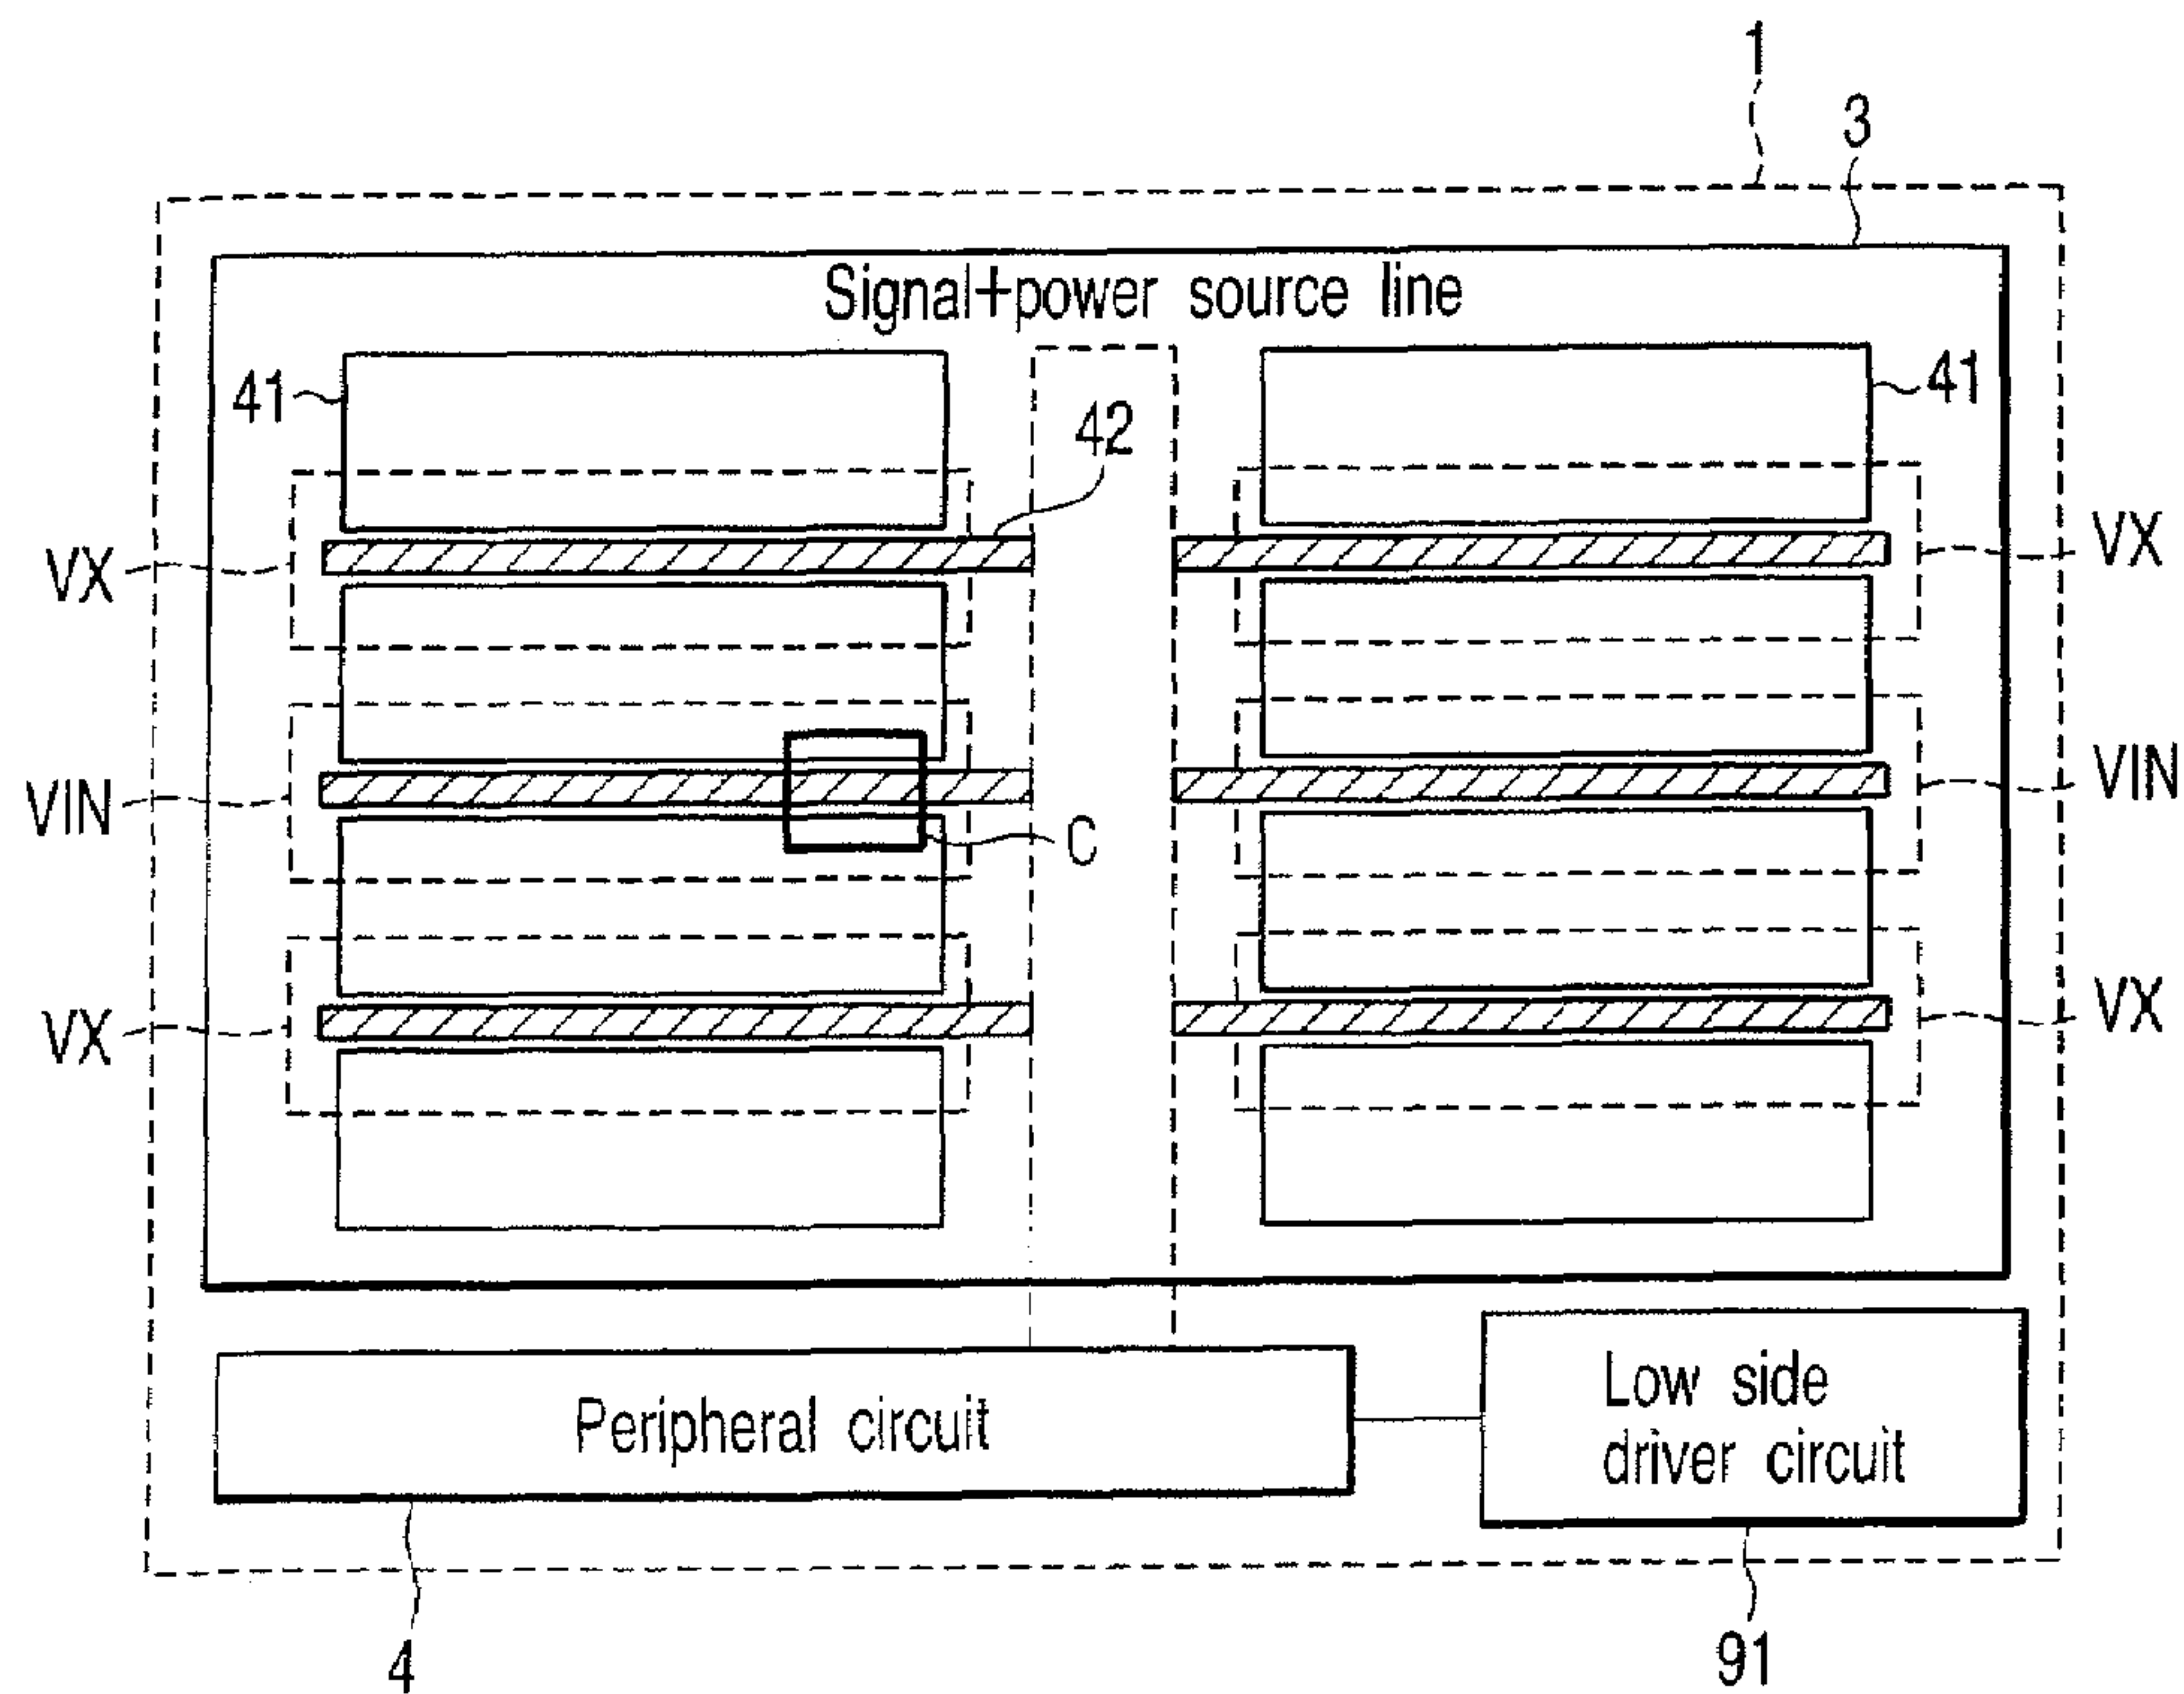 1
3
Signal+power source line
41
41
42
VX
VX
VIN
VIN
C
VX
VX
Peripheral circuit
Low side
driver circuit
4
91